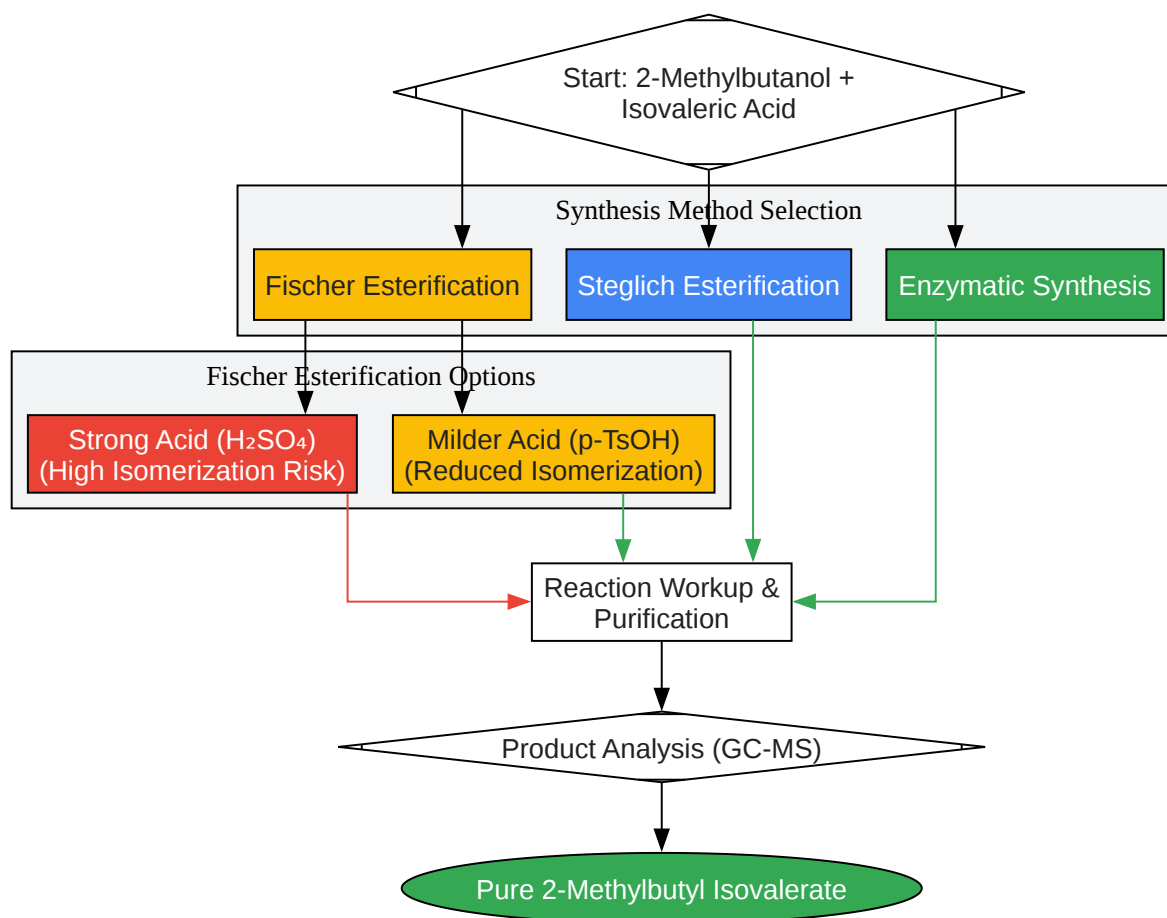 Start: 2-Methylbutanol +
Isovaleric Acid
Synthesis Method Selection
Fischer Esterification
Steglich Esterification
Enzymatic Synthesis
Fischer Esterification Options
Strong Acid (H₂SO₄)
(High Isomerization Risk)
Milder Acid (p-TsOH)
(Reduced Isomerization)
Reaction Workup &
Purification
Product Analysis (GC-MS)
Pure 2-Methylbutyl Isovalerate